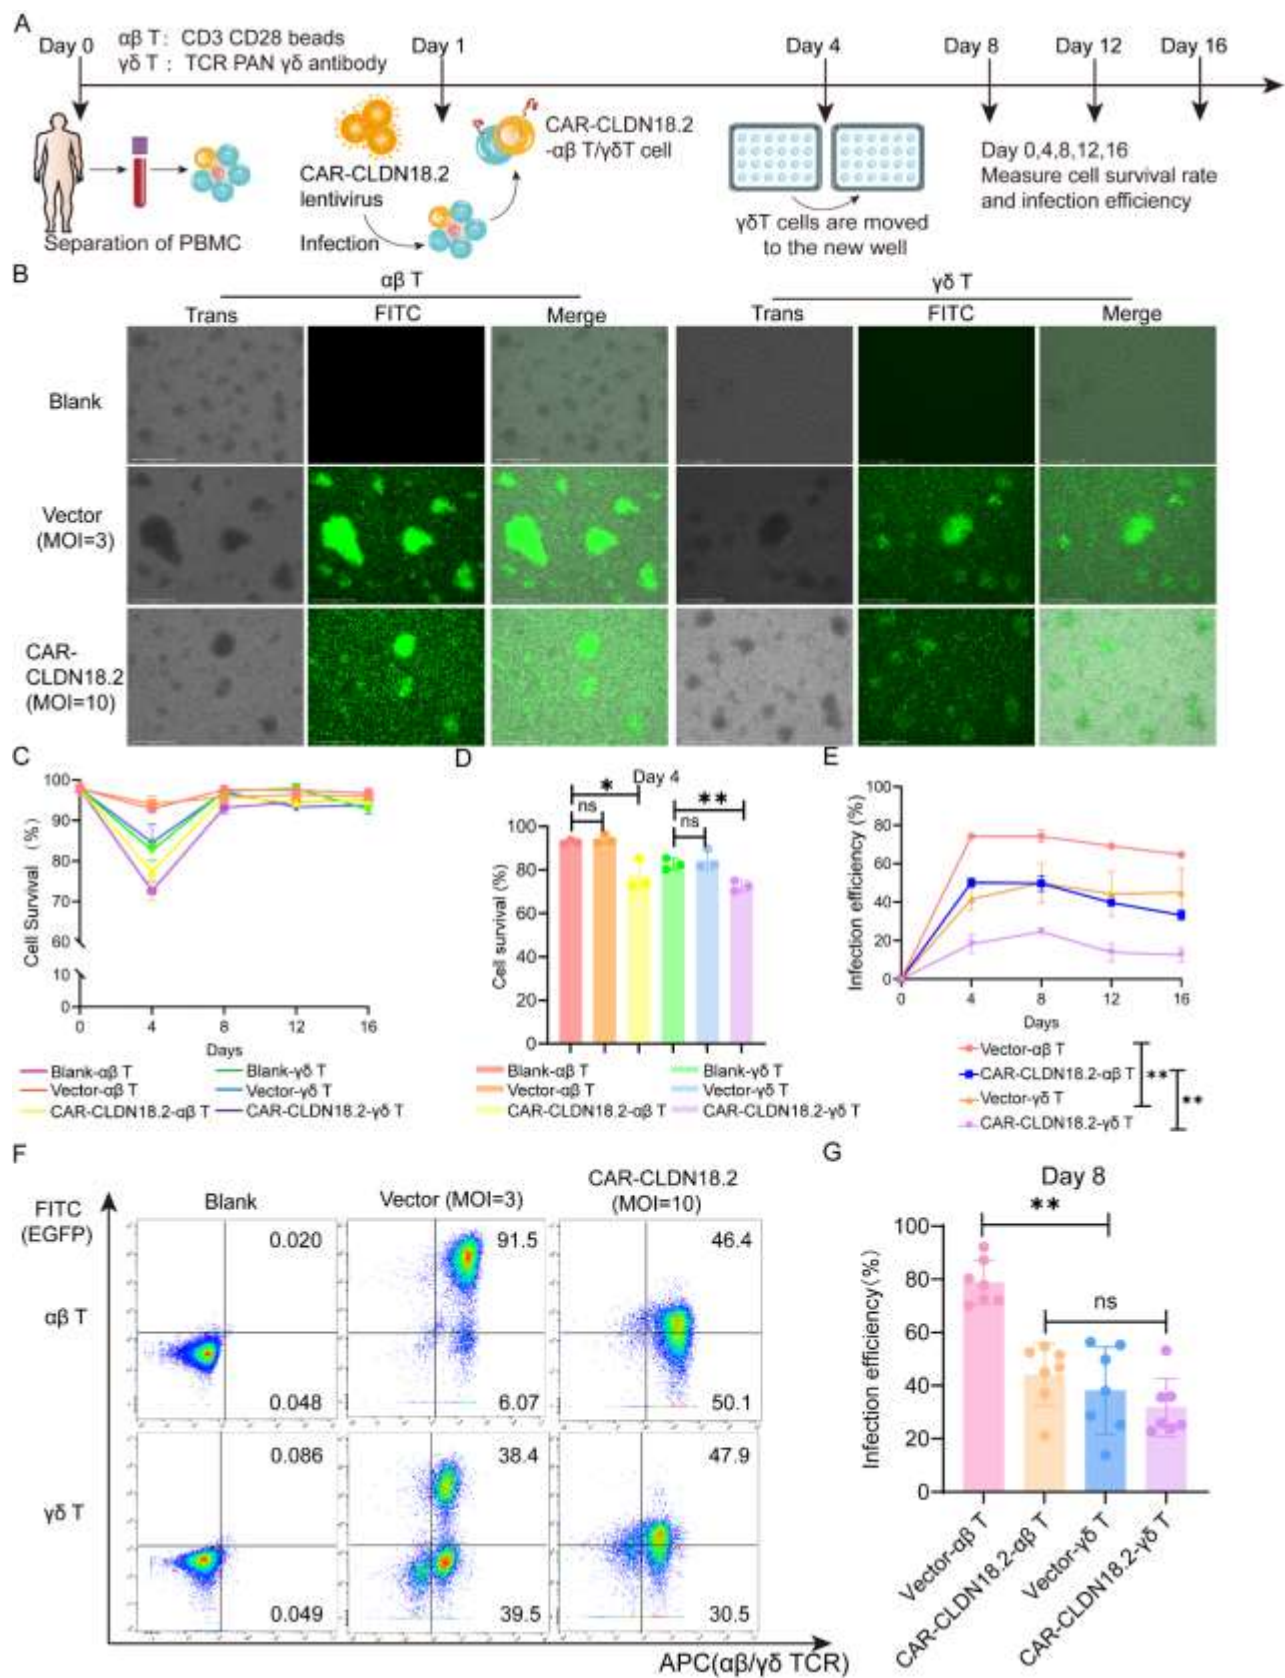 A
Day 0
αβ T: CD3 CD28 beads
γδ T : TCR PAN γδ antibody
Day 1
Day 4
Day 8
Day 12
Day 16
Separation of PBMC
CAR-CLDN18.2
lentivirus
Infection
CAR-CLDN18.2
-αβ T/γδT cell
γδT cells are moved
to the new well
Day 0,4,8,12,16
Measure cell survival rate
and infection efficiency
B
αβ T
γδ T
Trans
FITC
Merge
Trans
FITC
Merge
Blank
Vector
(MOI=3)
CAR-
CLDN18.2
(MOI=10)
C
Cell Survival (%)
100
90
80
70
60
10
0
0
4
8
12
16
Days
Blank-αβ T
Vector-αβ T
CAR-CLDN18.2-αβ T
Blank-γδ T
Vector-γδ T
CAR-CLDN18.2-γδ T
D
Day 4
*
ns
**
ns
Cell survival (%)
100
80
60
40
20
0
Blank-αβ T
Vector-αβ T
CAR-CLDN18.2-αβ T
Blank-γδ T
Vector-γδ T
CAR-CLDN18.2-γδ T
E
Infection efficiency (%)
100
80
60
40
20
0
0
4
8
12
16
Days
Vector-αβ T
CAR-CLDN18.2-αβ T
Vector-γδ T
CAR-CLDN18.2-γδ T
**
**
F
FITC
(EGFP)
Blank
Vector (MOI=3)
CAR-CLDN18.2
(MOI=10)
αβ T
0.020
0.048
91.5
6.07
46.4
50.1
γδ T
0.086
0.049
38.4
39.5
47.9
30.5
APC(αβ/γδ TCR)
G
Day 8
**
ns
Infection efficiency(%)
100
80
60
40
20
0
Vector-αβ T
CAR-CLDN18.2-αβ T
Vector-γδ T
CAR-CLDN18.2-γδ T